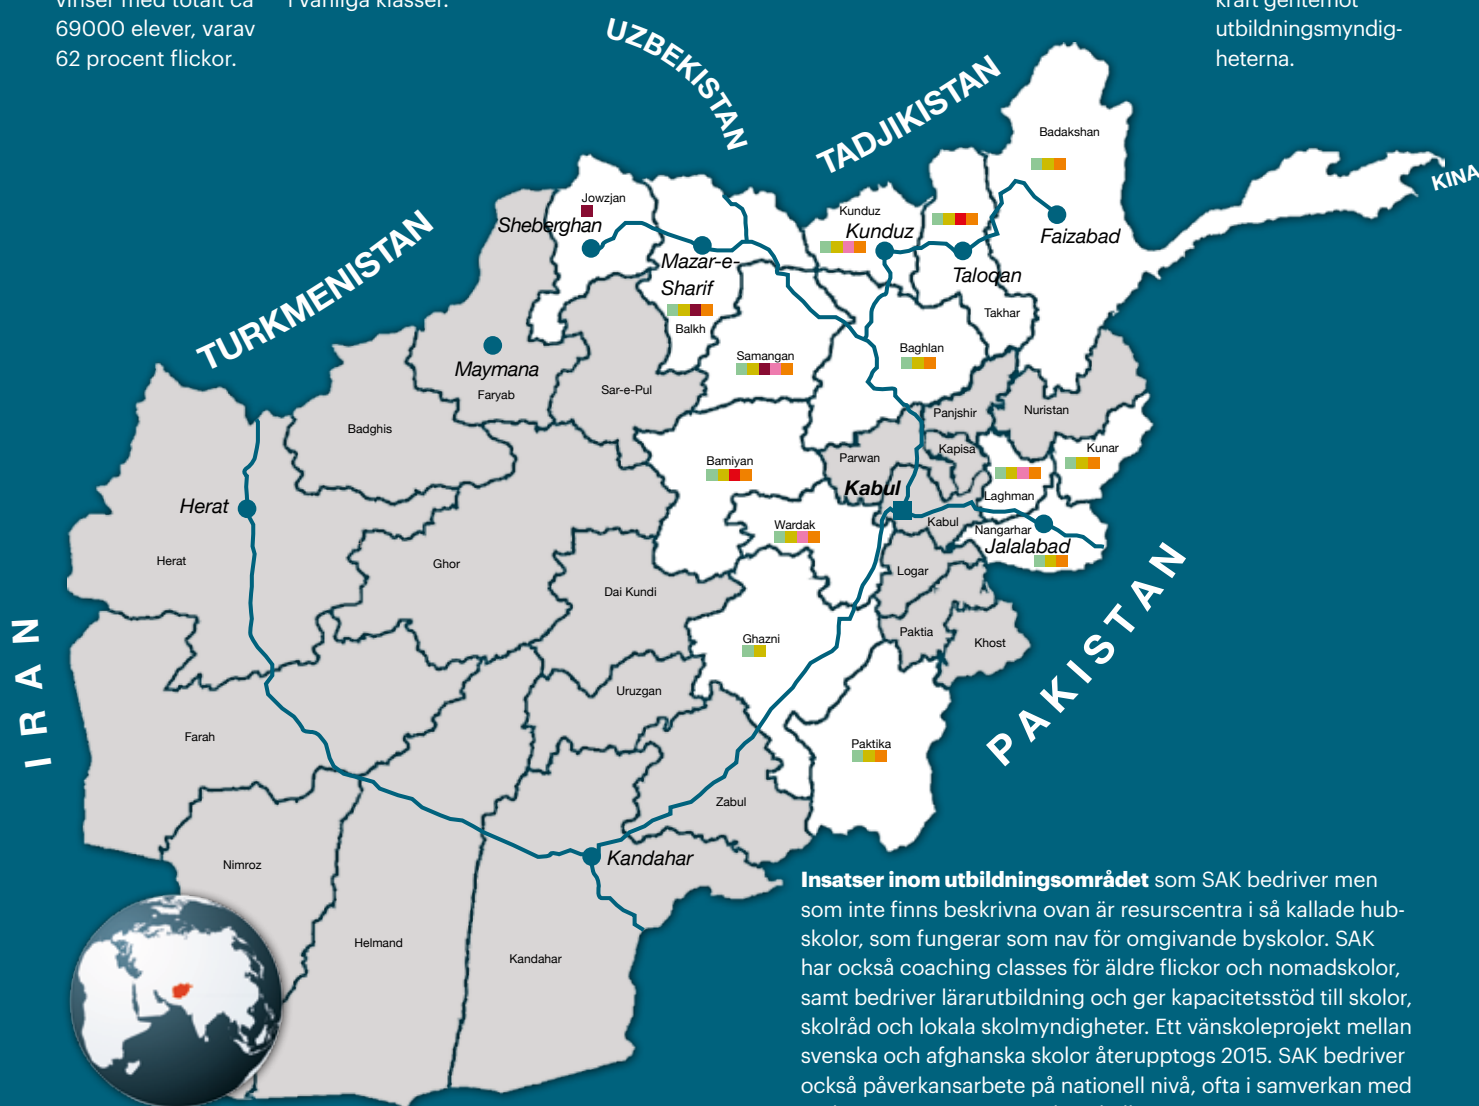 69000 elever, varav
62 procent flickor.
i vanliga klasser.
kraft gentemot
utbildningsmyndig-
heterna.
UZBEKISTAN
TADJIKISTAN
KINA
TURKMENISTAN
IRAN
PAKISTAN
Badakshan
Faizabad
Jowzjan
Sheberghan
Mazar-e-
Sharif
Balkh
Kunduz
Kunduz
Taloqan
Takhar
Maymana
Faryab
Sar-e-Pul
Samangan
Baghlan
Badghis
Panjshir
Nuristan
Bamiyan
Parwan
Kapisa
Kunar
Kabul
Laghman
Herat
Wardak
Kabul
Nangarhar
Jalalabad
Herat
Ghor
Dai Kundi
Logar
Ghazni
Paktia
Khost
Uruzgan
Farah
Paktika
Zabul
Nimroz
Kandahar
Helmand
Kandahar
Insatser inom utbildningsområdet som SAK bedriver men
som inte finns beskrivna ovan är resurscentra i så kallade hub-
skolor, som fungerar som nav för omgivande byskolor. SAK
har också coaching classes för äldre flickor och nomadskolor,
samt bedriver lärarutbildning och ger kapacitetsstöd till skolor,
skolråd och lokala skolmyndigheter. Ett vänskoleprojekt mellan
svenska och afghanska skolor återupptogs 2015. SAK bedriver
också påverkansarbete på nationell nivå, ofta i samverkan med